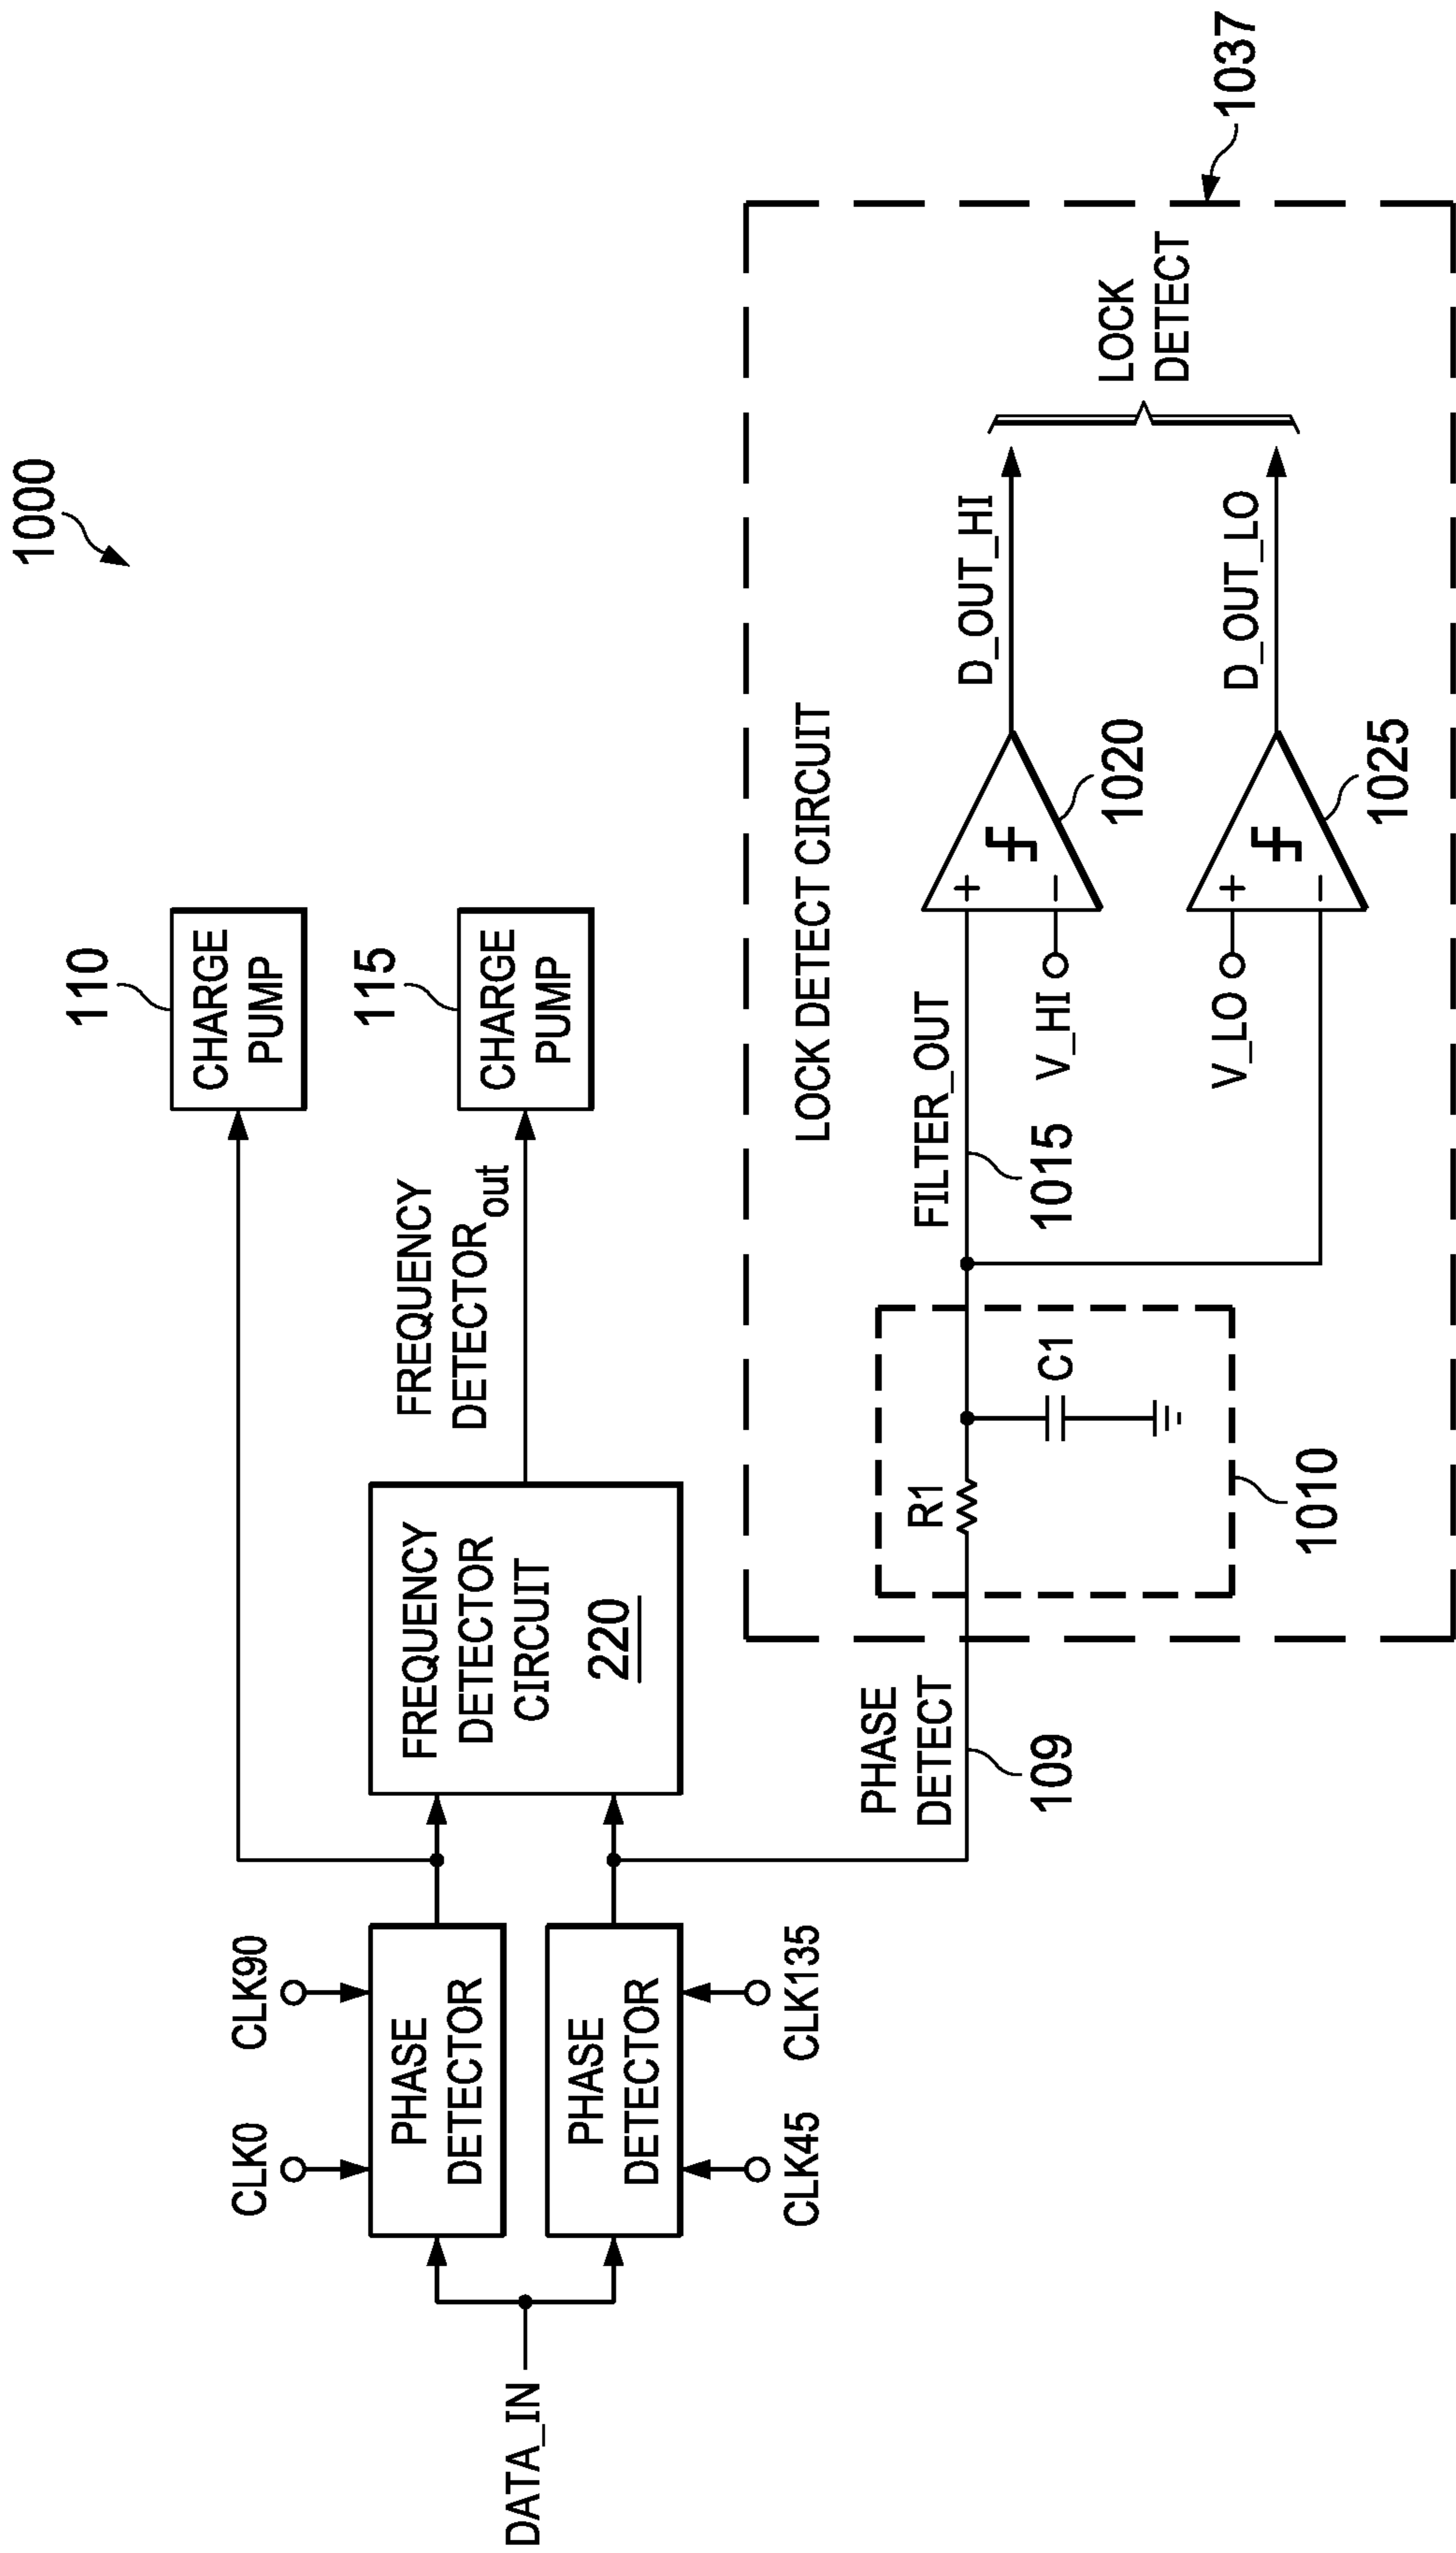 1000
110
CHARGE
PUMP
115
CHARGE
PUMP
FREQUENCY
DETECTORout
FREQUENCY
DETECTOR
CIRCUIT
220
CLK0
CLK90
PHASE
DETECTOR
PHASE
DETECTOR
CLK45
CLK135
DATA_IN
PHASE
DETECT
109
LOCK DETECT CIRCUIT
1037
R1
C1
1010
FILTER_OUT
1015
V_HI
+
−
1020
D_OUT_HI
V_LO
+
−
1025
D_OUT_LO
LOCK
DETECT